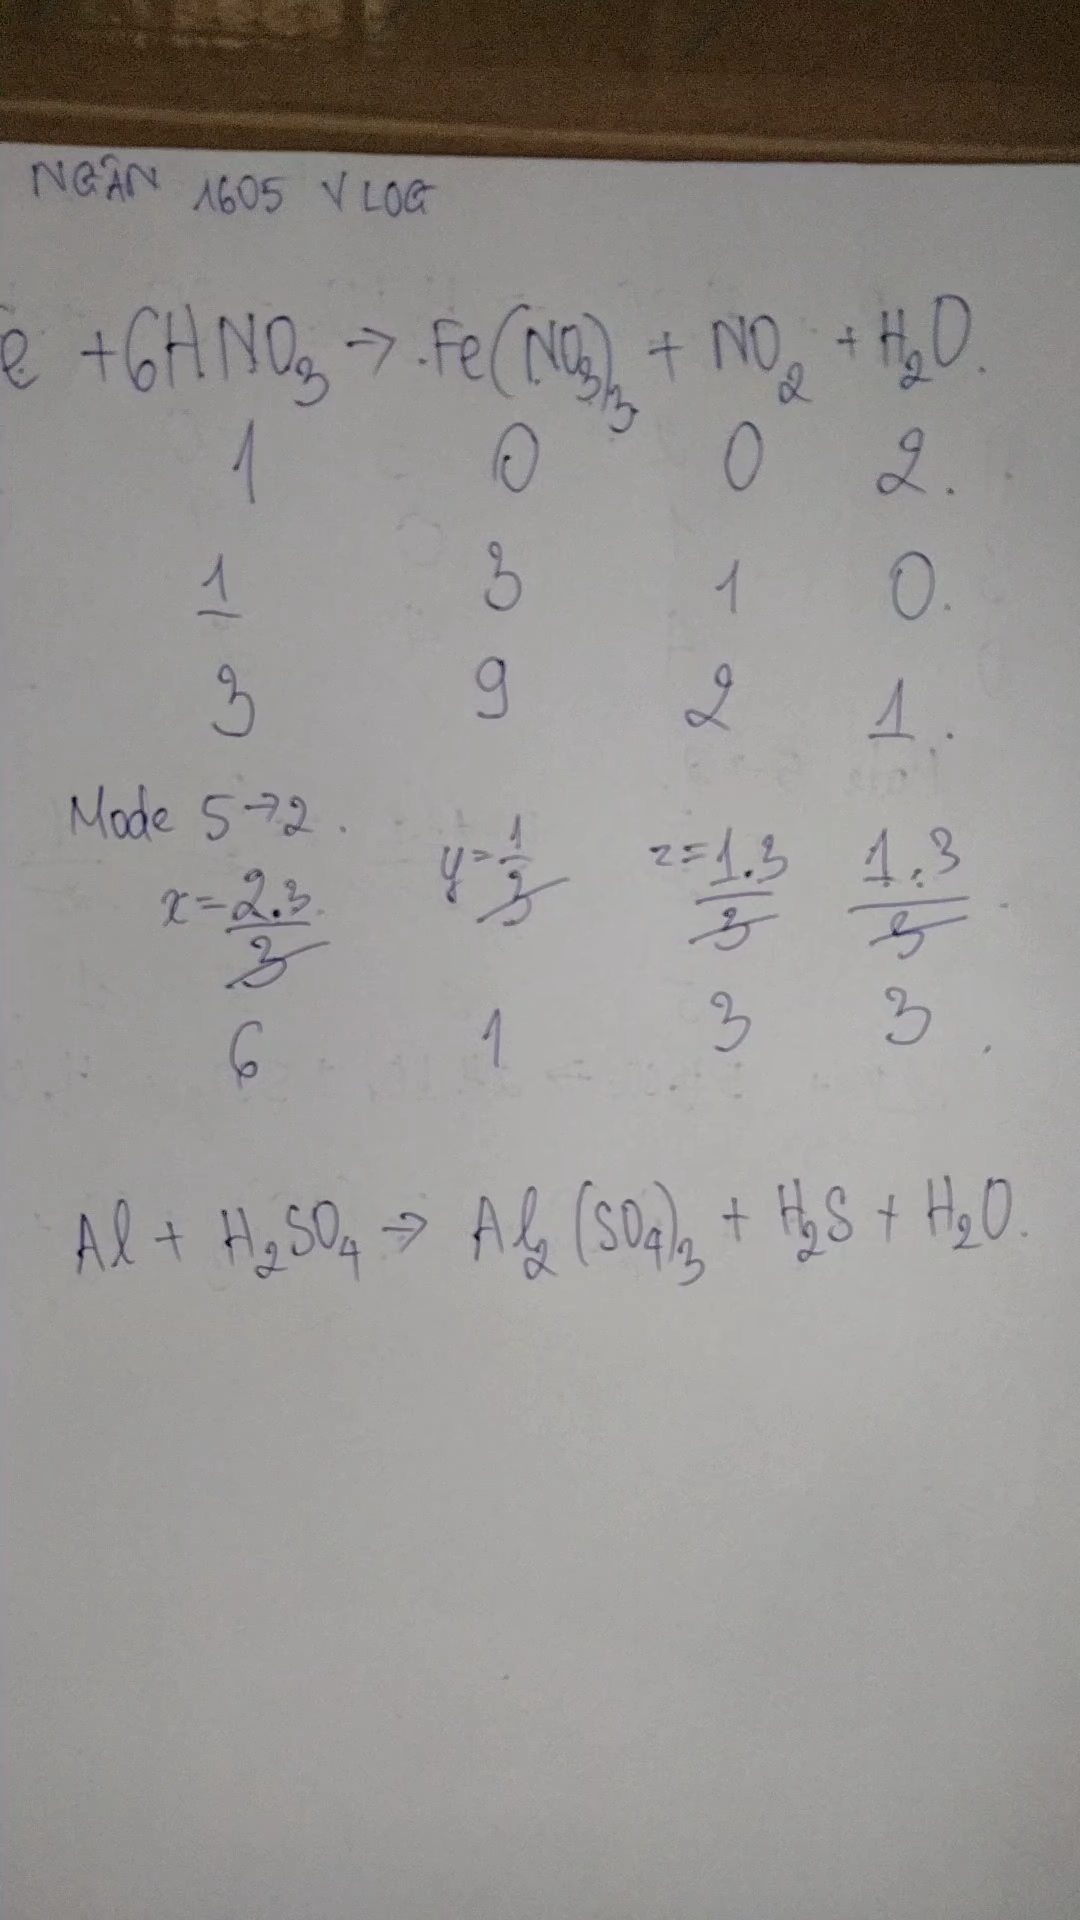 NGÂN 1605 VLOG
e + 6HNO₃ → Fe(NO₃)₃ + NO₂ + H₂O.
1 0 0 2.
1 3 1 0.
3 9 2 1.
Mode 5→2.
x = 2.3/3 y = 1/3 z = 1.3/3 1.3/3
6 1 3 3
Al + H₂SO₄ → Al₂(SO₄)₃ + H₂S + H₂O.